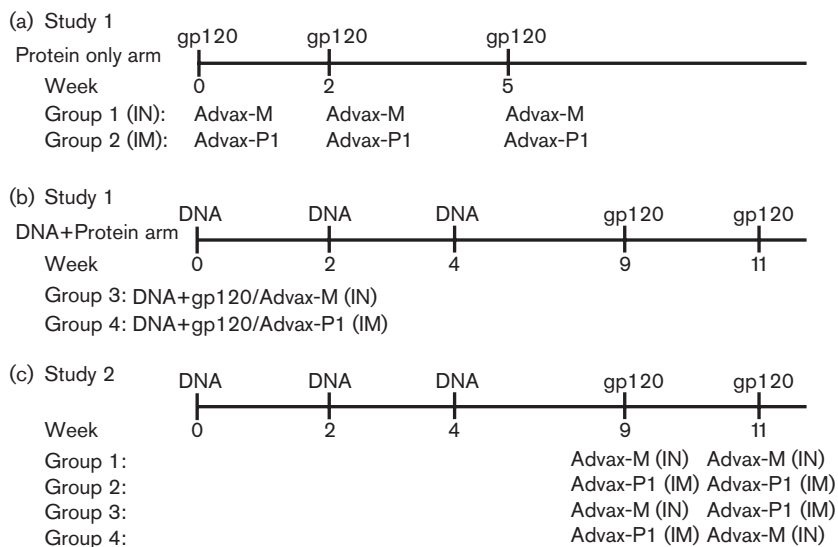 (a) Study 1
gp120 gp120 gp120
Protein only arm
Week 0 2 5
Group 1 (IN): Advax-M Advax-M Advax-M
Group 2 (IM): Advax-P1 Advax-P1 Advax-P1
(b) Study 1
DNA DNA DNA gp120 gp120
DNA+Protein arm
Week 0 2 4 9 11
Group 3: DNA+gp120/Advax-M (IN)
Group 4: DNA+gp120/Advax-P1 (IM)
(c) Study 2
DNA DNA DNA gp120 gp120
Week 0 2 4 9 11
Group 1: Advax-M (IN) Advax-M (IN)
Group 2: Advax-P1 (IM) Advax-P1 (IM)
Group 3: Advax-M (IN) Advax-P1 (IM)
Group 4: Advax-P1 (IM) Advax-M (IN)